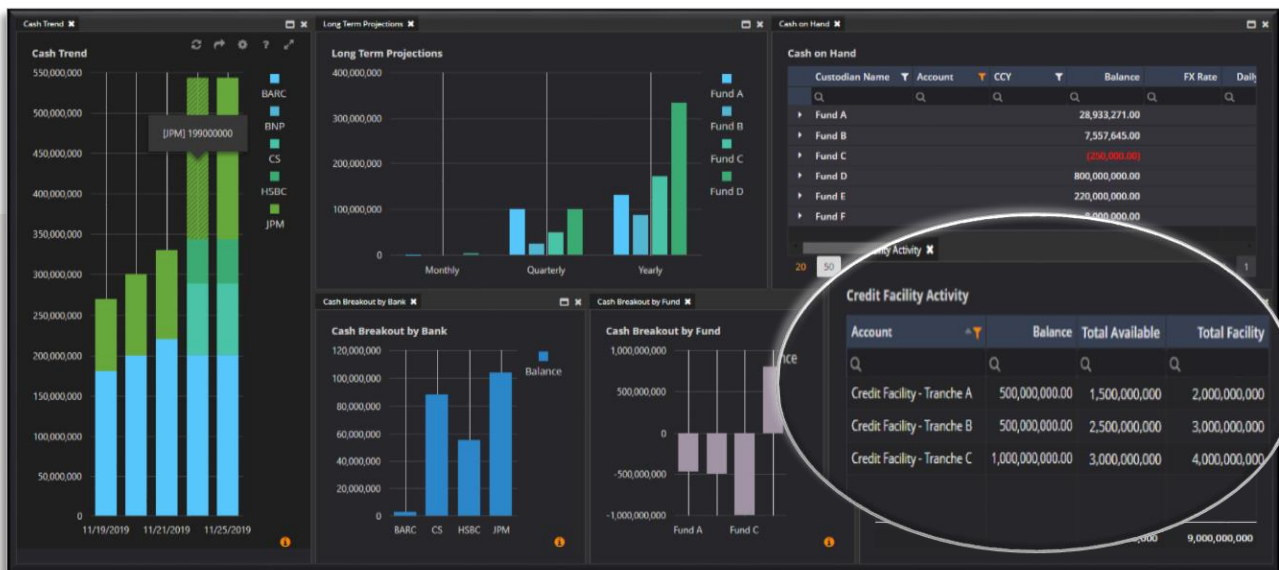 Cash Trend ✖
Cash Trend
?
550,000,000
500,000,000
450,000,000
400,000,000
350,000,000
300,000,000
250,000,000
200,000,000
150,000,000
100,000,000
50,000,000
0
[JPM] 199000000
11/19/2019 11/21/2019 11/25/2019
BARC
BNP
CS
HSBC
JPM
Long Term Projections ✖
Long Term Projections
400,000,000
300,000,000
200,000,000
100,000,000
0
Monthly Quarterly Yearly
Fund A
Fund B
Fund C
Fund D
Cash on Hand ✖
Cash on Hand
Custodian Name Account CCY Balance FX Rate Daily
Fund A 28,933,271.00
Fund B 7,557,645.00
Fund C (250,000.00)
Fund D 800,000,000.00
Fund E 220,000,000.00
Fund F
20 50 1
Cash Breakout by Bank ✖
Cash Breakout by Bank
120,000,000
100,000,000
80,000,000
60,000,000
40,000,000
20,000,000
0
BARC CS HSBC JPM
Balance
Cash Breakout by Fund ✖
Cash Breakout by Fund
1,000,000,000
500,000,000
0
-500,000,000
-1,000,000,000
Fund A Fund C
Activity ✖
Credit Facility Activity
Account Balance Total Available Total Facility
Credit Facility - Tranche A 500,000,000.00 1,500,000,000 2,000,000,000
Credit Facility - Tranche B 500,000,000.00 2,500,000,000 3,000,000,000
Credit Facility - Tranche C 1,000,000,000.00 3,000,000,000 4,000,000,000
9,000,000,000